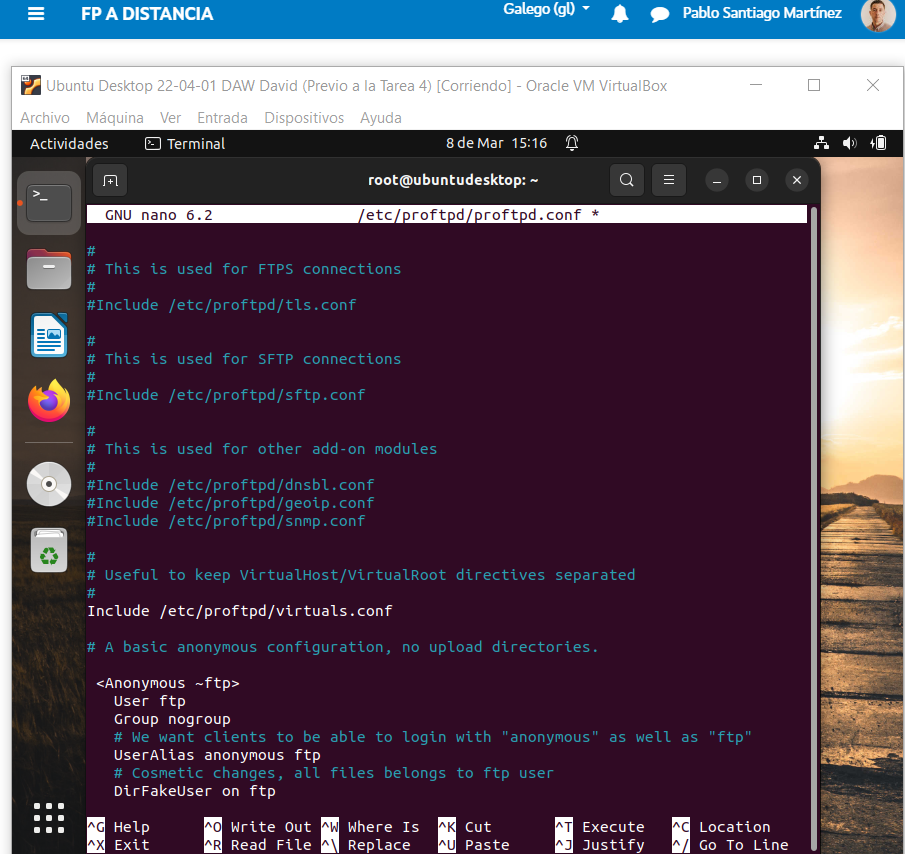 FP A DISTANCIA
Galego (gl)
Pablo Santiago Martínez
Ubuntu Desktop 22-04-01 DAW David (Previo a la Tarea 4) [Corriendo] - Oracle VM VirtualBox
Archivo Máquina Ver Entrada Dispositivos Ayuda
Actividades
Terminal
8 de Mar 15:16
root@ubuntudesktop: ~
GNU nano 6.2 /etc/proftpd/proftpd.conf *
#
# This is used for FTPS connections
#
#Include /etc/proftpd/tls.conf
#
# This is used for SFTP connections
#
#Include /etc/proftpd/sftp.conf
#
# This is used for other add-on modules
#
#Include /etc/proftpd/dnsbl.conf
#Include /etc/proftpd/geoip.conf
#Include /etc/proftpd/snmp.conf
#
# Useful to keep VirtualHost/VirtualRoot directives separated
#
Include /etc/proftpd/virtuals.conf
# A basic anonymous configuration, no upload directories.
<Anonymous ~ftp>
User ftp
Group nogroup
# We want clients to be able to login with "anonymous" as well as "ftp"
UserAlias anonymous ftp
# Cosmetic changes, all files belongs to ftp user
DirFakeUser on ftp
^G Help ^O Write Out ^W Where Is ^K Cut ^T Execute ^C Location
^X Exit ^R Read File ^\ Replace ^U Paste ^J Justify ^/ Go To Line